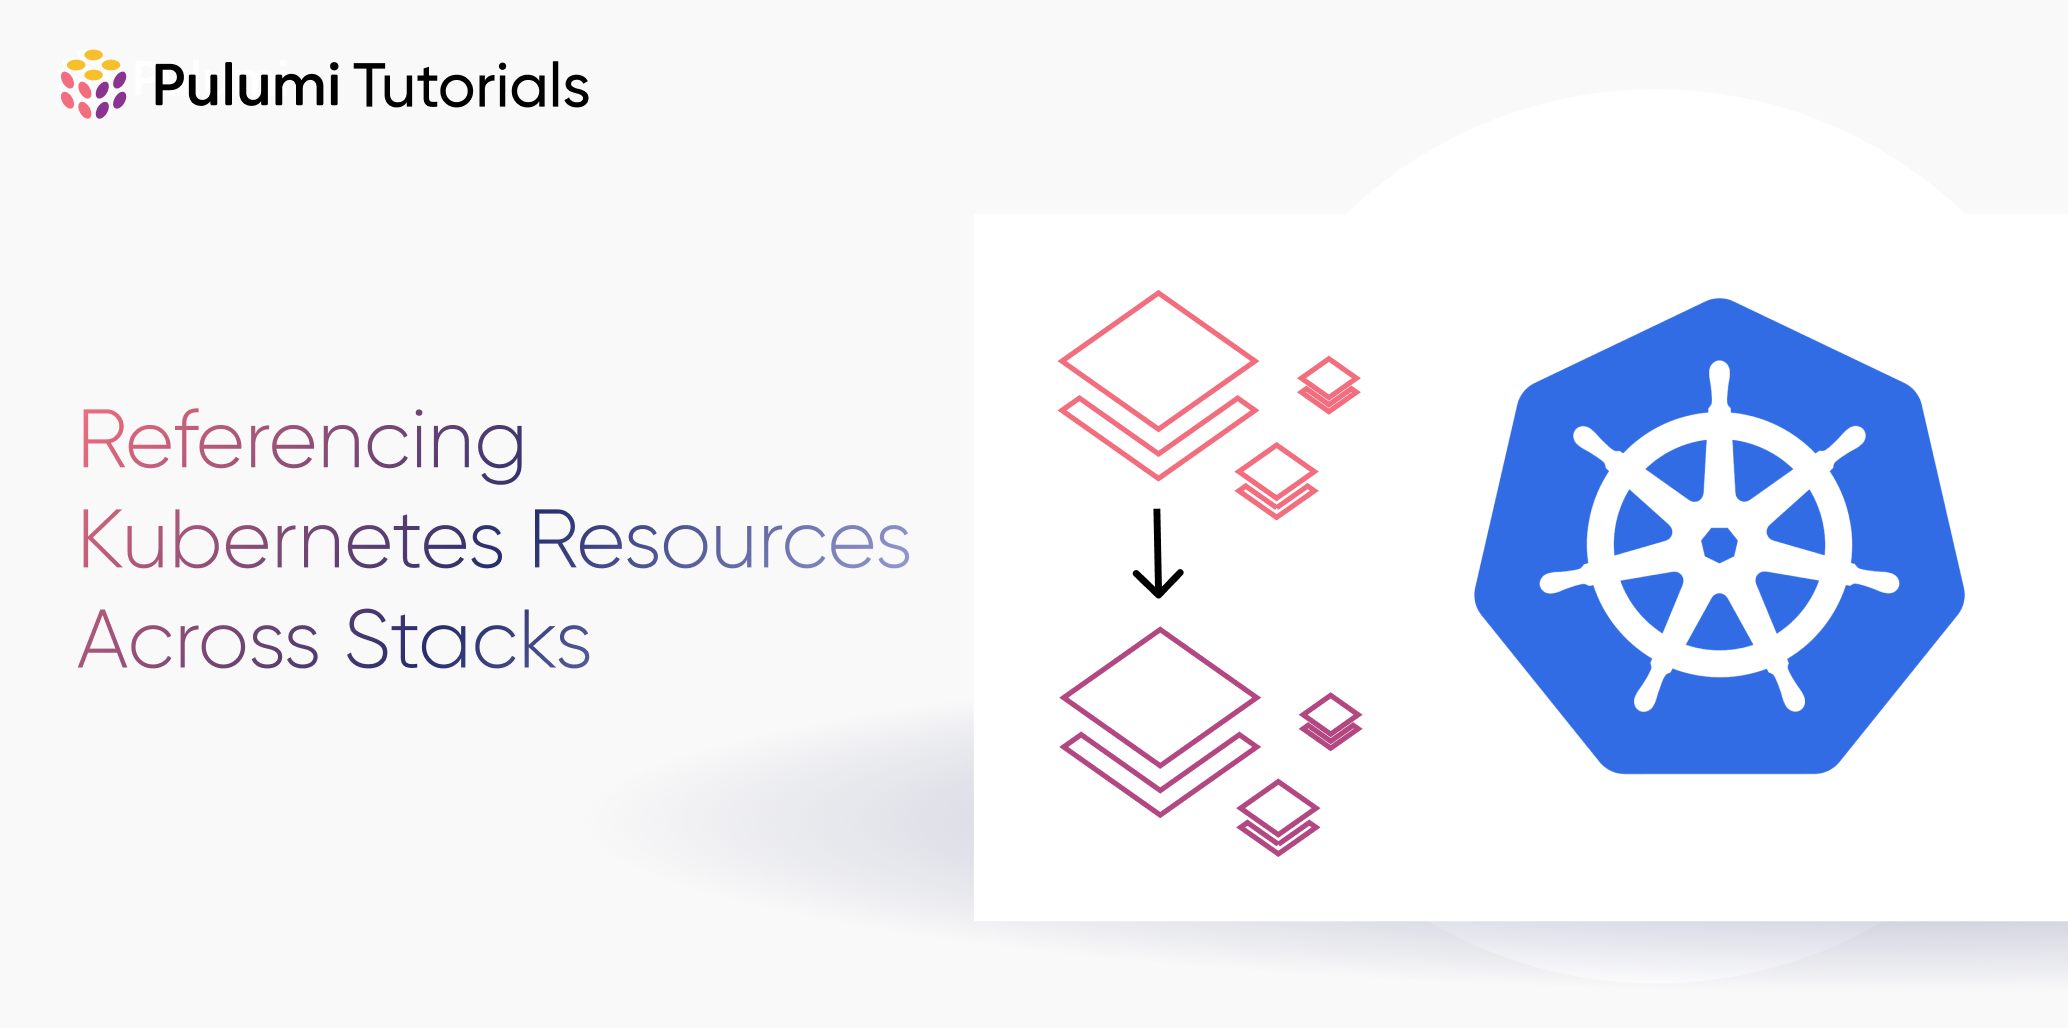 Pulumi Tutorials
Referencing
Kubernetes Resources
Across Stacks